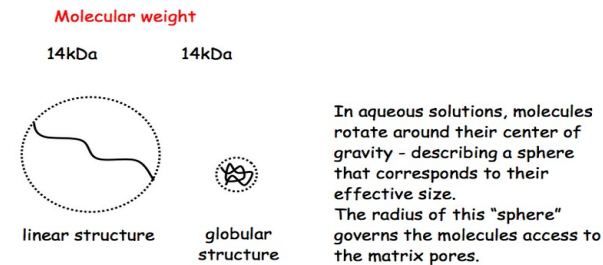 Molecular weight
14kDa 14kDa
In aqueous solutions, molecules
rotate around their center of
gravity - describing a sphere
that corresponds to their
effective size.
The radius of this “sphere”
governs the molecules access to
the matrix pores.
linear structure
globular
structure